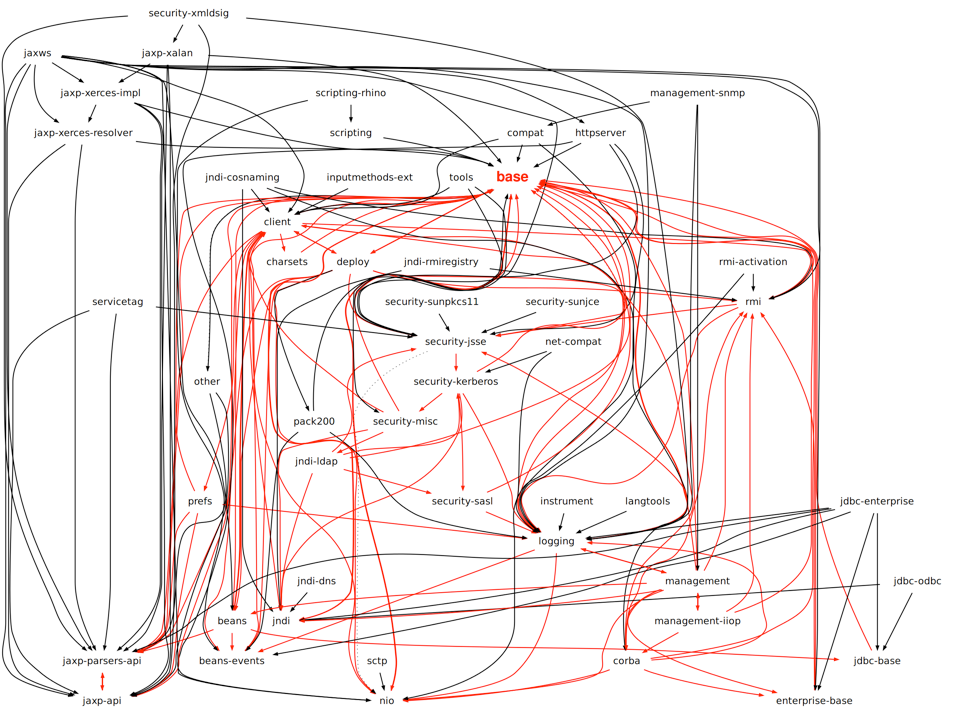 security-xmldsig
jaxws
jaxp-xalan
jaxp-xerces-impl
scripting-rhino
management-snmp
jaxp-xerces-resolver
scripting
compat
httpserver
jndi-cosnaming
inputmethods-ext
tools
base
client
charsets
deploy
jndi-rmiregistry
rmi-activation
servicetag
security-sunpkcs11
security-sunjce
rmi
security-jsse
net-compat
other
security-kerberos
pack200
security-misc
jndi-ldap
prefs
security-sasl
instrument
langtools
jdbc-enterprise
logging
jndi-dns
management
jdbc-odbc
beans
jndi
management-iiop
jaxp-parsers-api
beans-events
sctp
corba
jdbc-base
jaxp-api
nio
enterprise-base